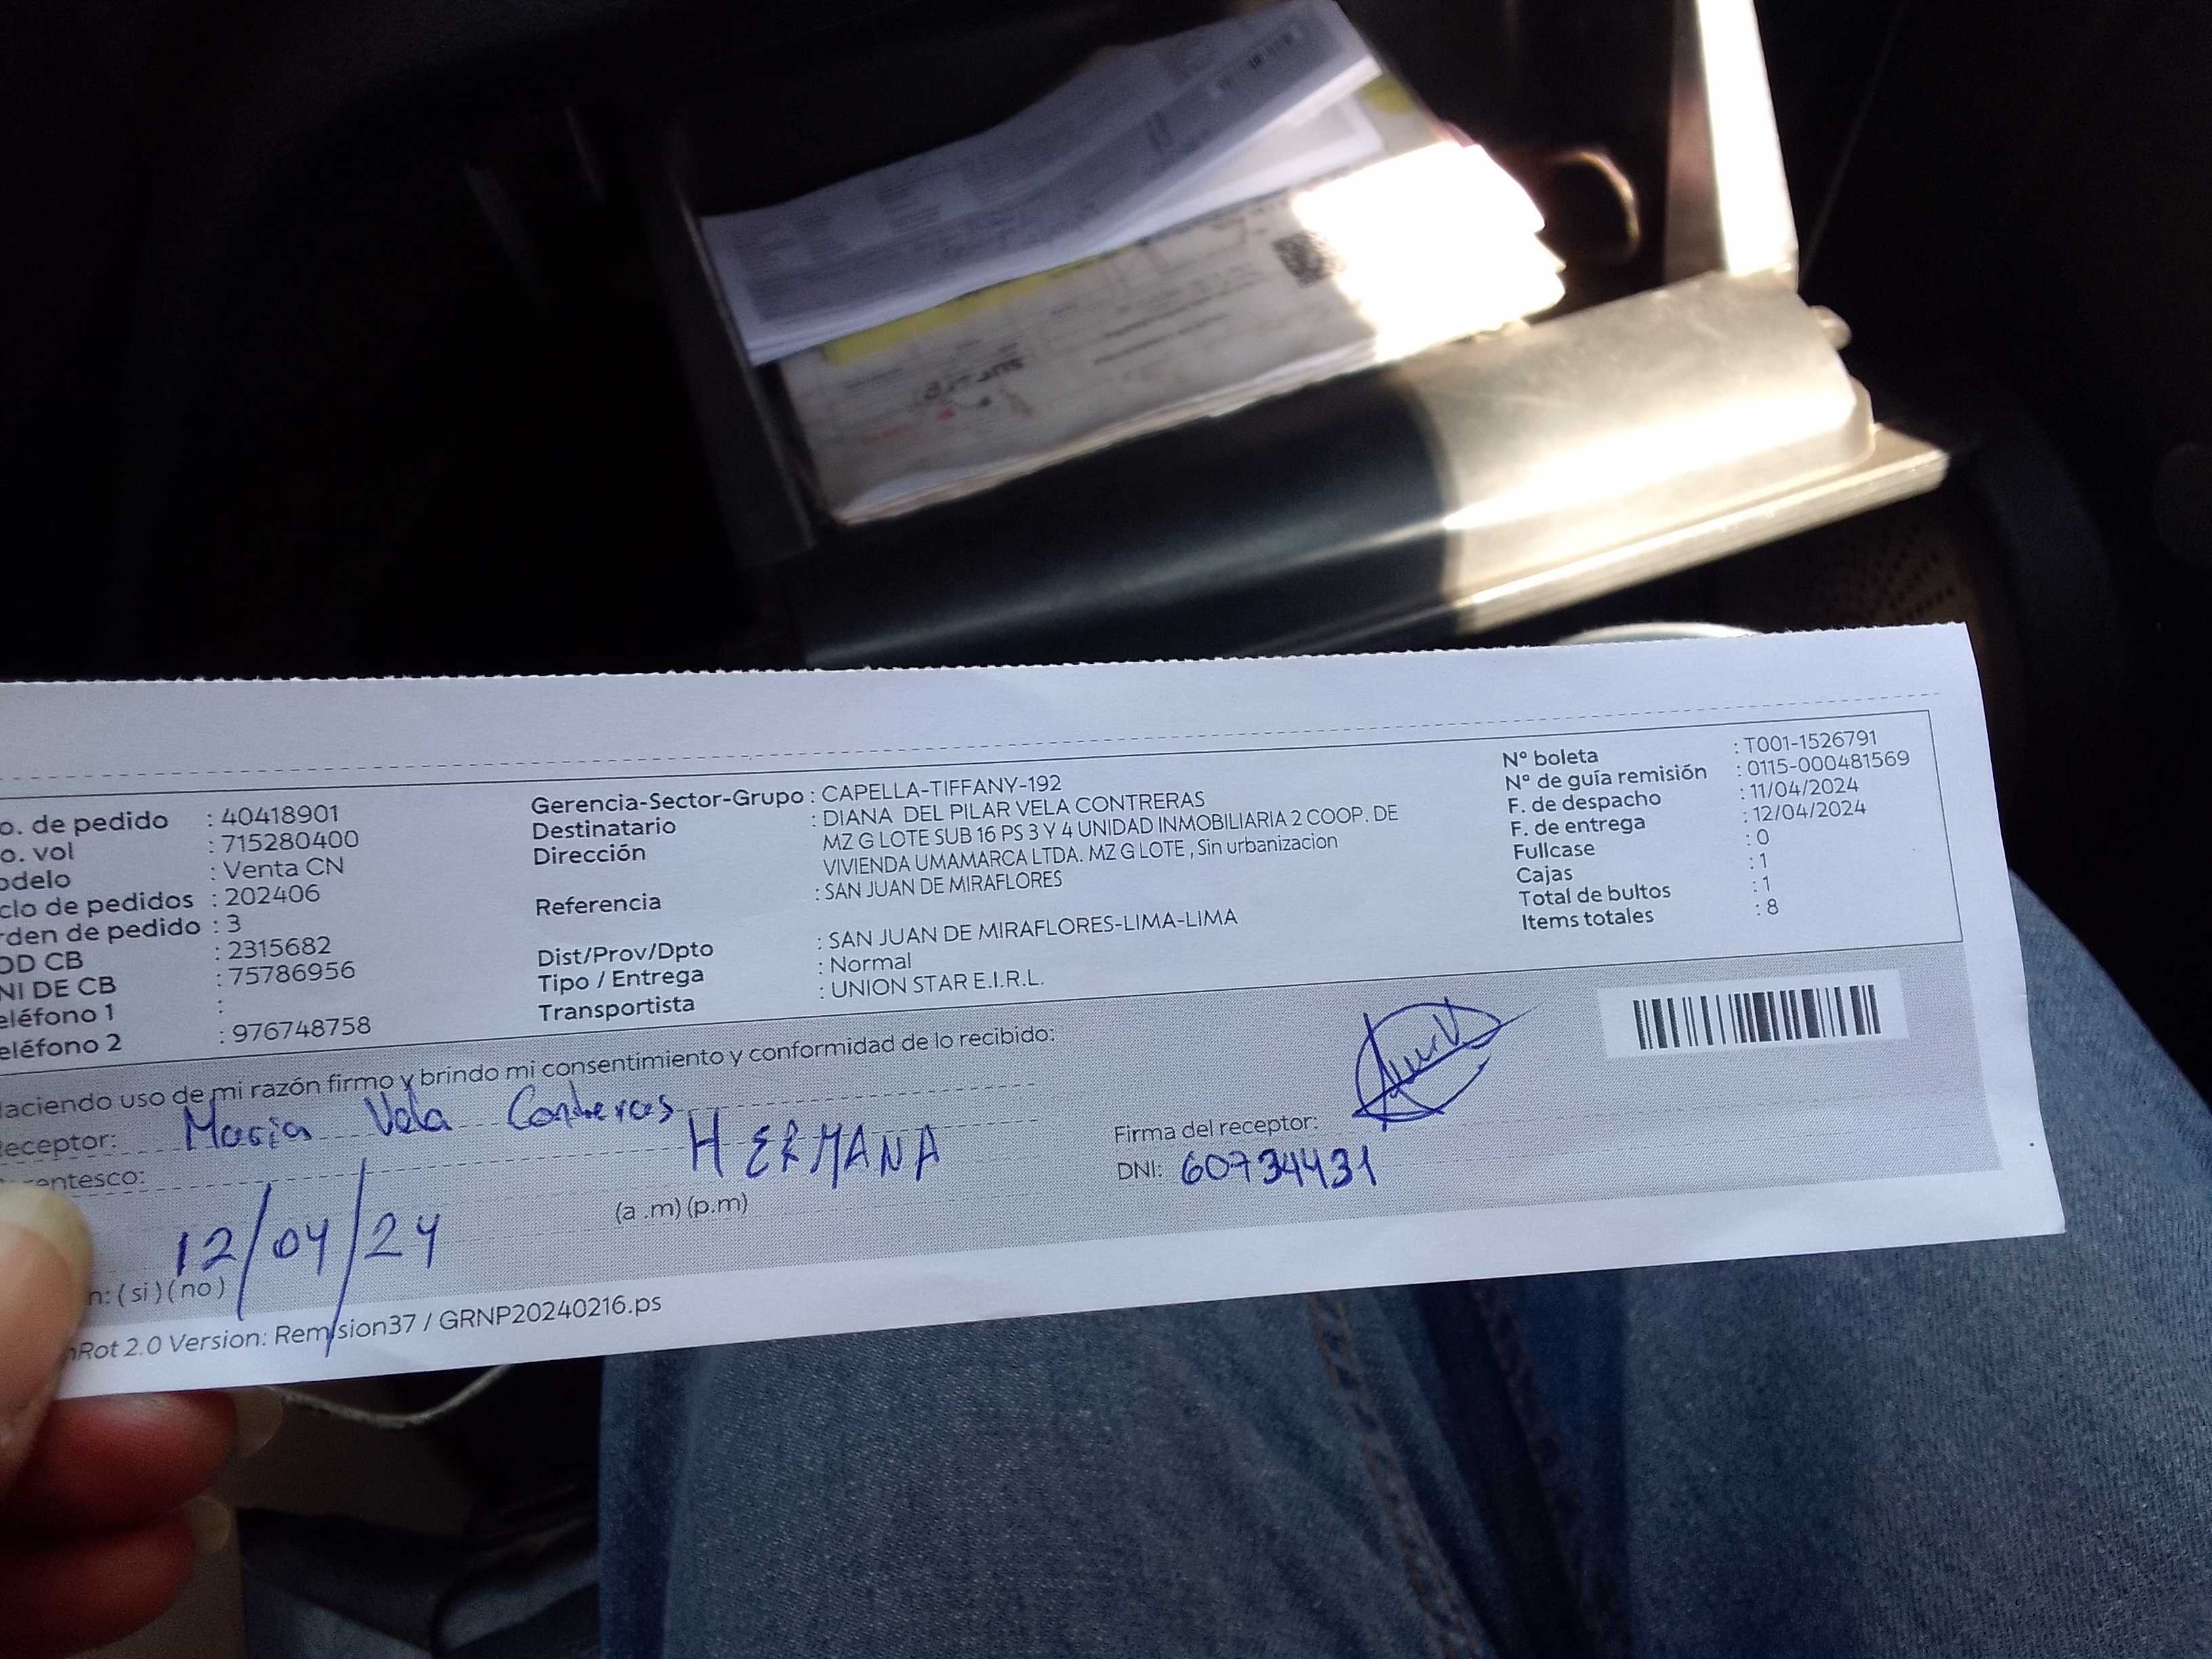 o. de pedido : 40418901
o. vol : 715280400
odelo : Venta CN
clo de pedidos : 202406
rden de pedido : 3
OD CB : 2315682
NI DE CB : 75786956
eléfono 1 :
eléfono 2 : 976748758
Gerencia-Sector-Grupo : CAPELLA-TIFFANY-192
Destinatario : DIANA DEL PILAR VELA CONTRERAS
Dirección MZ G LOTE SUB 16 PS 3 Y 4 UNIDAD INMOBILIARIA 2 COOP. DE
VIVIENDA UMAMARCA LTDA. MZ G LOTE , Sin urbanizacion
Referencia : SAN JUAN DE MIRAFLORES
Dist/Prov/Dpto : SAN JUAN DE MIRAFLORES-LIMA-LIMA
Tipo / Entrega : Normal
Transportista : UNION STAR E.I.R.L.
Nº boleta : T001-1526791
Nº de guía remisión : 0115-000481569
F. de despacho : 11/04/2024
F. de entrega : 12/04/2024
Fullcase : 0
Cajas : 1
Total de bultos : 1
Items totales : 8
Haciendo uso de mi razón firmo y brindo mi consentimiento y conformidad de lo recibido:
Receptor: Maria Vela Contreras
entesco: HERMANA
Firma del receptor:
DNI: 60734431
12/04/24 (a .m) (p.m)
n: ( si ) ( no )
nRot 2.0 Version: Remision37 / GRNP20240216.ps